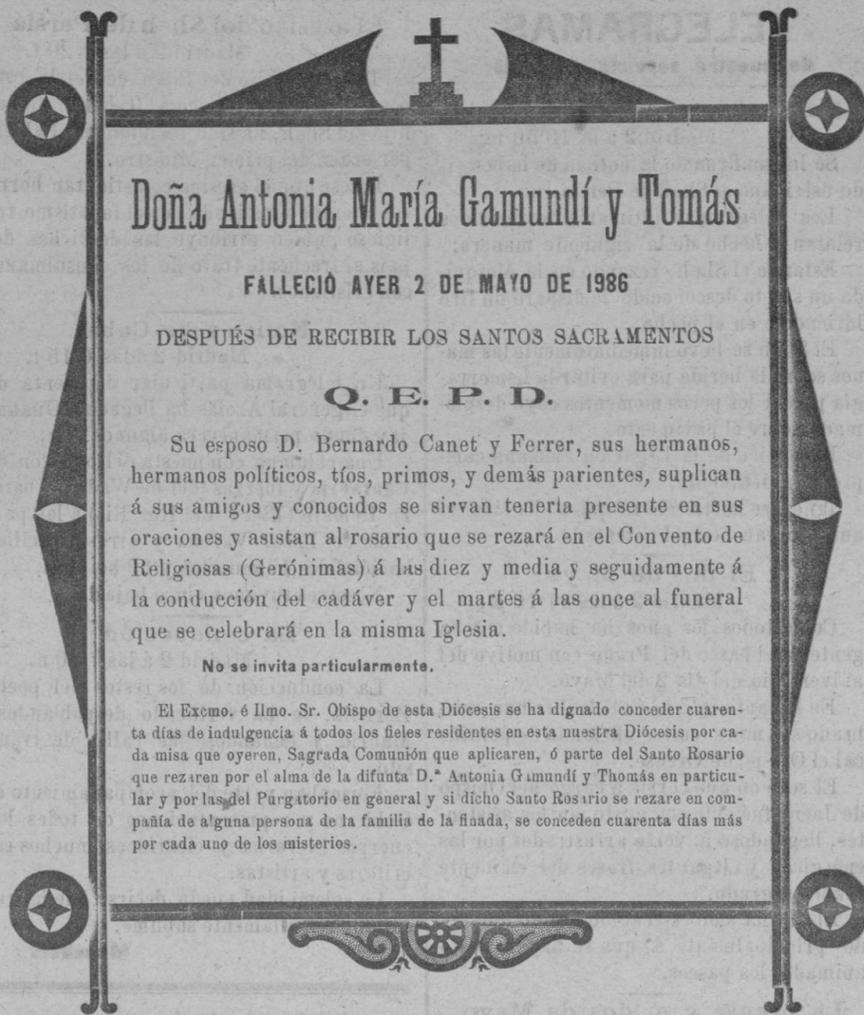 Doña Antonia María Gamundí y Tomás
FALLECIÓ AYER 2 DE MAYO DE 1986
DESPUÉS DE RECIBIR LOS SANTOS SACRAMENTOS
Q. E. P. D.
Su esposo D. Bernardo Canet y Ferrer, sus hermanos,
hermanos políticos, tíos, primos, y demás parientes, suplican
á sus amigos y conocidos se sirvan tenerla presente en sus
oraciones y asistan al rosario que se rezará en el Convento de
Religiosas (Gerónimas) á las diez y media y seguidamente á
la conducción del cadáver y el martes á las once al funeral
que se celebrará en la misma Iglesia.
No se invita particularmente.
El Excmo. é Ilmo. Sr. Obispo de esta Diócesis se ha dignado conceder cuaren-
ta días de indulgencia á todos los fieles residentes en esta nuestra Diócesis por ca-
da misa que oyeren, Sagrada Comunión que aplicaren, ó parte del Santo Rosario
que rezaren por el alma de la difunta D.ª Antonia Gamundí y Thomás en particu-
lar y por las del Purgatorio en general y si dicho Santo Rosario se rezare en com-
pañía de alguna persona de la familia de la finada, se conceden cuarenta días más
por cada uno de los misterios.